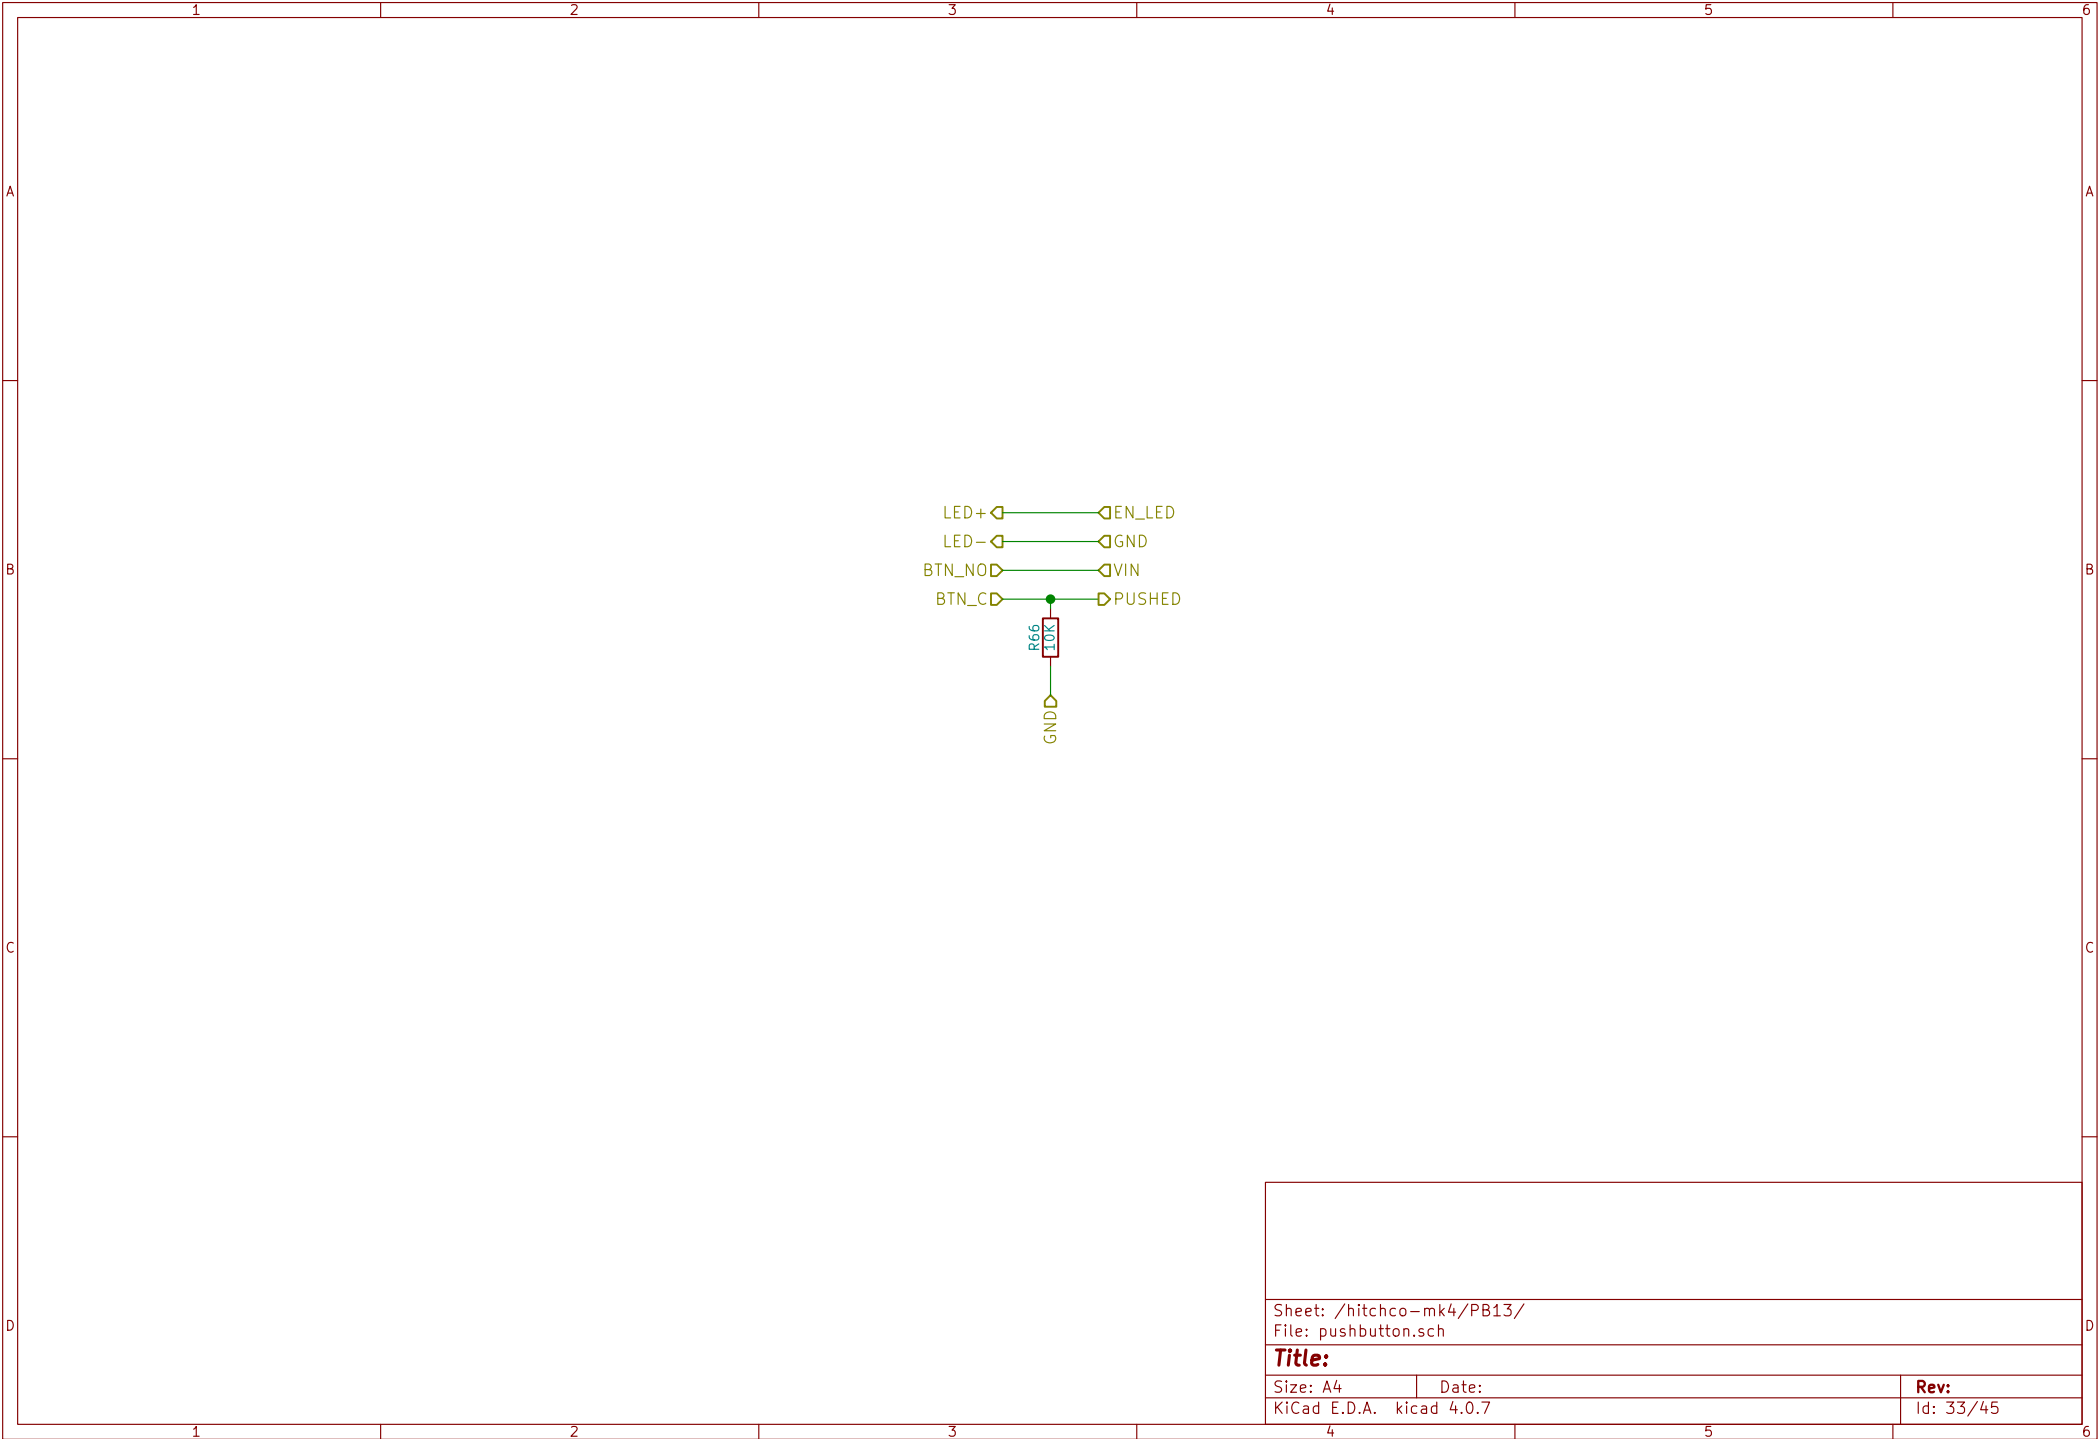 1 2 3 4 5 6
A A
LED+ EN_LED
LED- GND
BTN_NO VIN
B B
BTN_C PUSHED
R66
10K
GND
C C
Sheet: /hitchco-mk4/PB13/
D D
File: pushbutton.sch
Title:
Size: A4 Date: Rev:
KiCad E.D.A. kicad 4.0.7 Id: 33/45
1 2 3 4 5 6